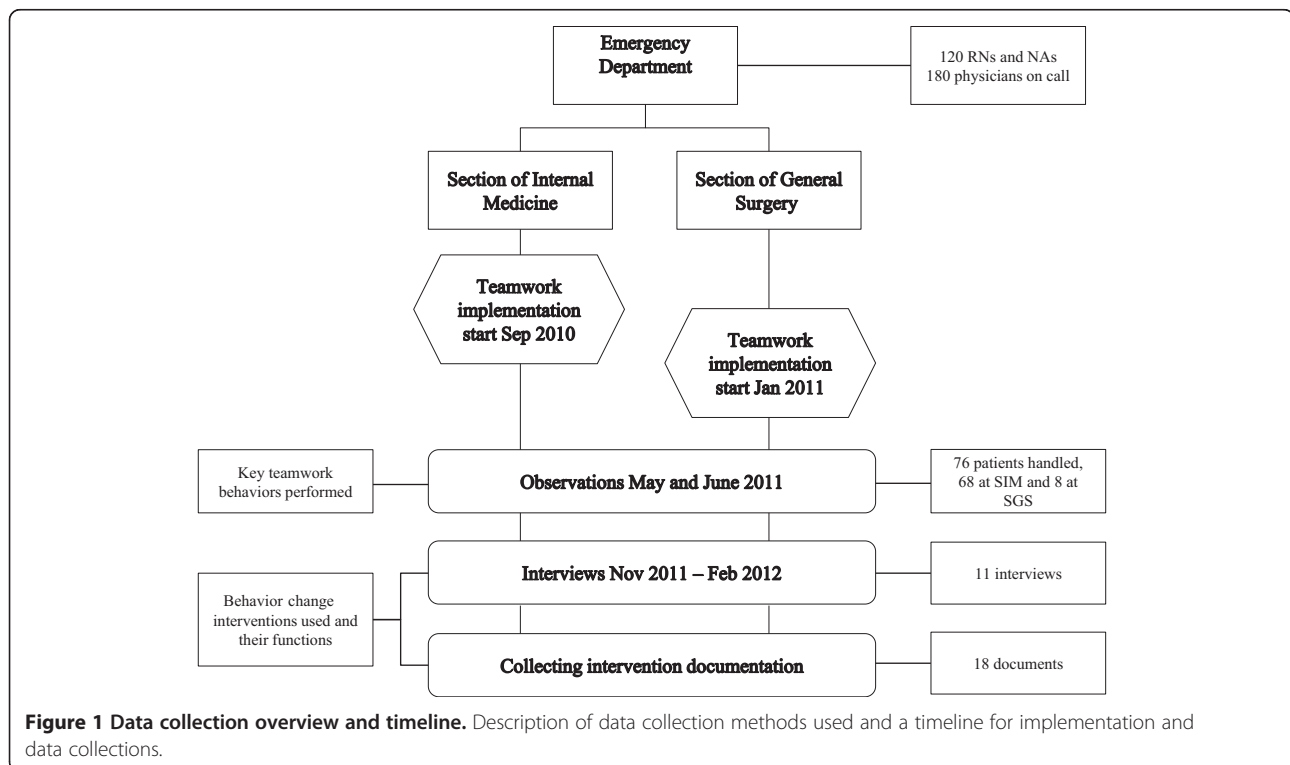 Emergency
Department
120 RNs and NAs
180 physicians on call
Section of Internal
Medicine
Section of General
Surgery
Teamwork
implementation
start Sep 2010
Teamwork
implementation
start Jan 2011
Key teamwork
behaviors performed
Observations May and June 2011
76 patients handled,
68 at SIM and 8 at
SGS
Interviews Nov 2011 – Feb 2012
11 interviews
Behavior change
interventions used and
their functions
Collecting intervention documentation
18 documents
Figure 1 Data collection overview and timeline. Description of data collection methods used and a timeline for implementation and
data collections.